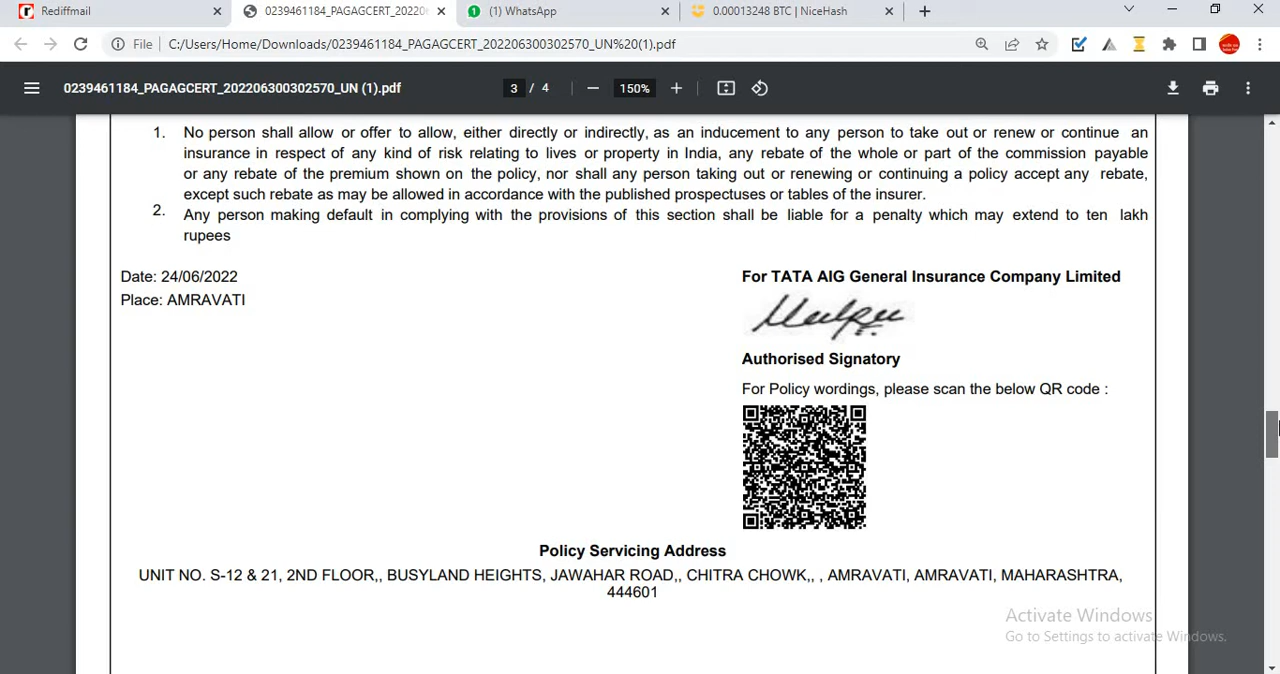 Rediffmail
0239461184_PAGAGCERT_20220
(1) WhatsApp
0.00013248 BTC | NiceHash
File
C:/Users/Home/Downloads/0239461184_PAGAGCERT_202206300302570_UN%20(1).pdf
0239461184_PAGAGCERT_202206300302570_UN (1).pdf
3 / 4
150%
1. No person shall allow or offer to allow, either directly or indirectly, as an inducement to any person to take out or renew or continue an
insurance in respect of any kind of risk relating to lives or property in India, any rebate of the whole or part of the commission payable
or any rebate of the premium shown on the policy, nor shall any person taking out or renewing or continuing a policy accept any rebate,
except such rebate as may be allowed in accordance with the published prospectuses or tables of the insurer.
2. Any person making default in complying with the provisions of this section shall be liable for a penalty which may extend to ten lakh
rupees
Date: 24/06/2022
Place: AMRAVATI
For TATA AIG General Insurance Company Limited
Authorised Signatory
For Policy wordings, please scan the below QR code :
Policy Servicing Address
UNIT NO. S-12 & 21, 2ND FLOOR,, BUSYLAND HEIGHTS, JAWAHAR ROAD,, CHITRA CHOWK,, , AMRAVATI, AMRAVATI, MAHARASHTRA,
444601
Activate Windows
Go to Settings to activate Windows.